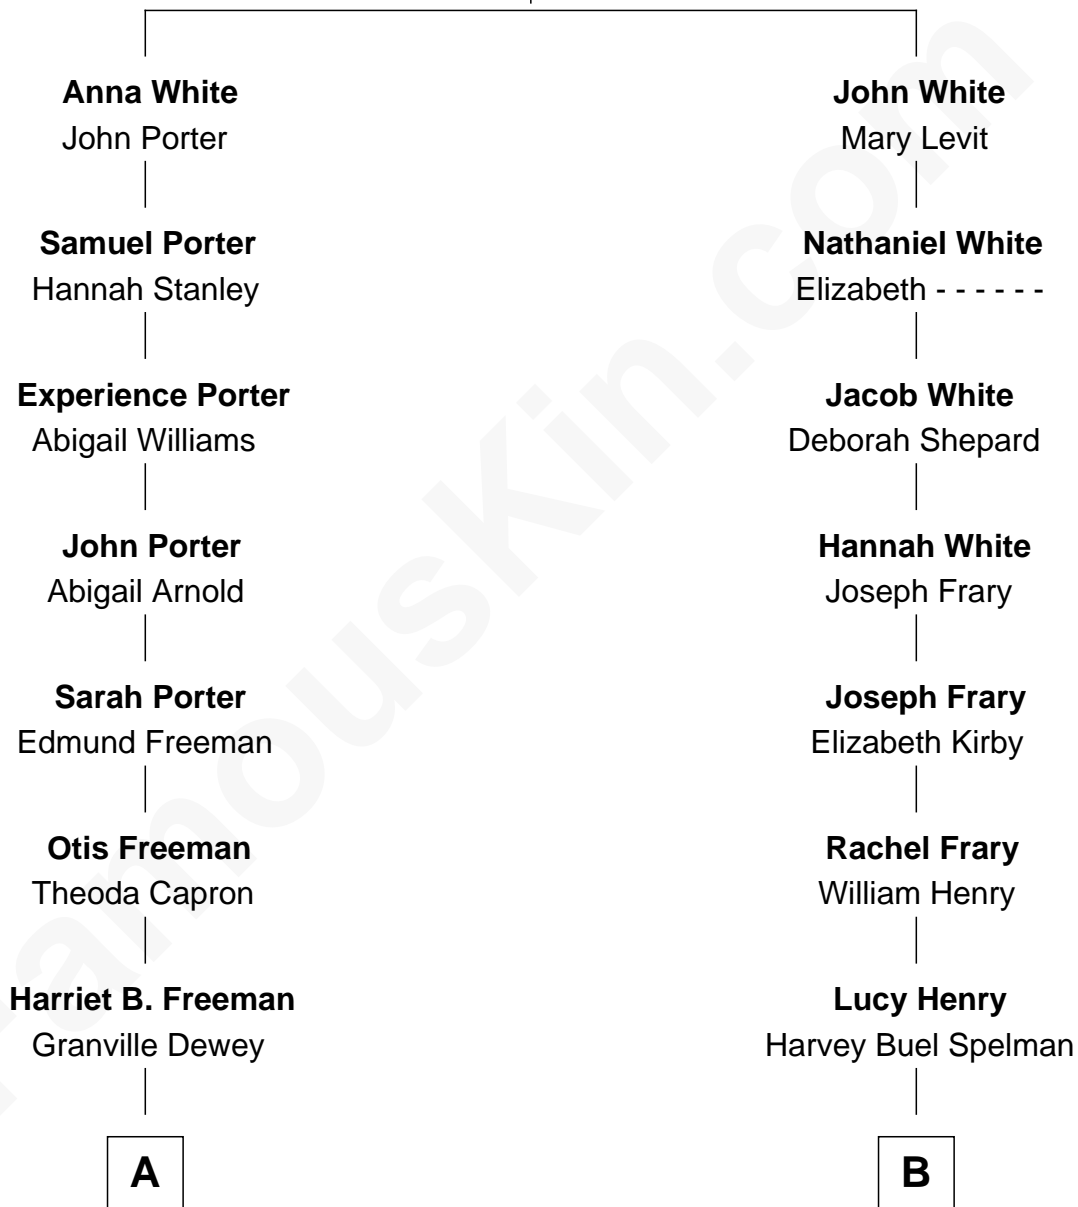 Anna White
John Porter
Samuel Porter
Hannah Stanley
Experience Porter
Abigail Williams
John Porter
Abigail Arnold
Sarah Porter
Edmund Freeman
Otis Freeman
Theoda Capron
Harriet B. Freeman
Granville Dewey
A
John White
Mary Levit
Nathaniel White
Elizabeth - - - - - -
Jacob White
Deborah Shepard
Hannah White
Joseph Frary
Joseph Frary
Elizabeth Kirby
Rachel Frary
William Henry
Lucy Henry
Harvey Buel Spelman
B
FamousKin.com